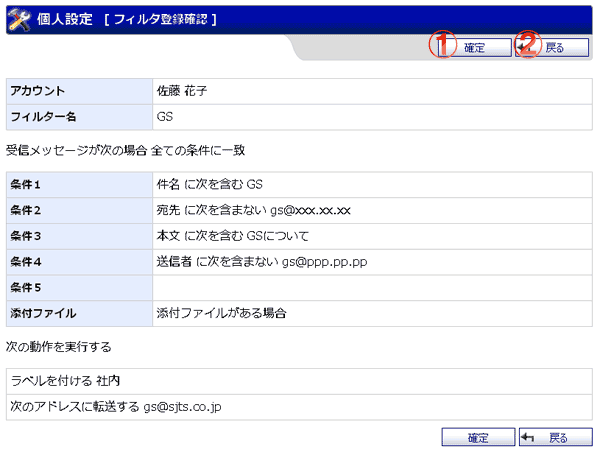 個人設定 [ フィルタ登録確認 ]
① 確定 ② 戻る
アカウント 佐藤 花子
フィルター名 GS
受信メッセージが次の場合 全ての条件に一致
条件1 件名 に次を含む GS
条件2 宛先 に次を含まない gs@xxx.xx.xx
条件3 本文 に次を含む GSについて
条件4 送信者 に次を含まない gs@ppp.pp.pp
条件5
添付ファイル 添付ファイルがある場合
次の動作を実行する
ラベルを付ける 社内
次のアドレスに転送する gs@sjts.co.jp
確定 戻る